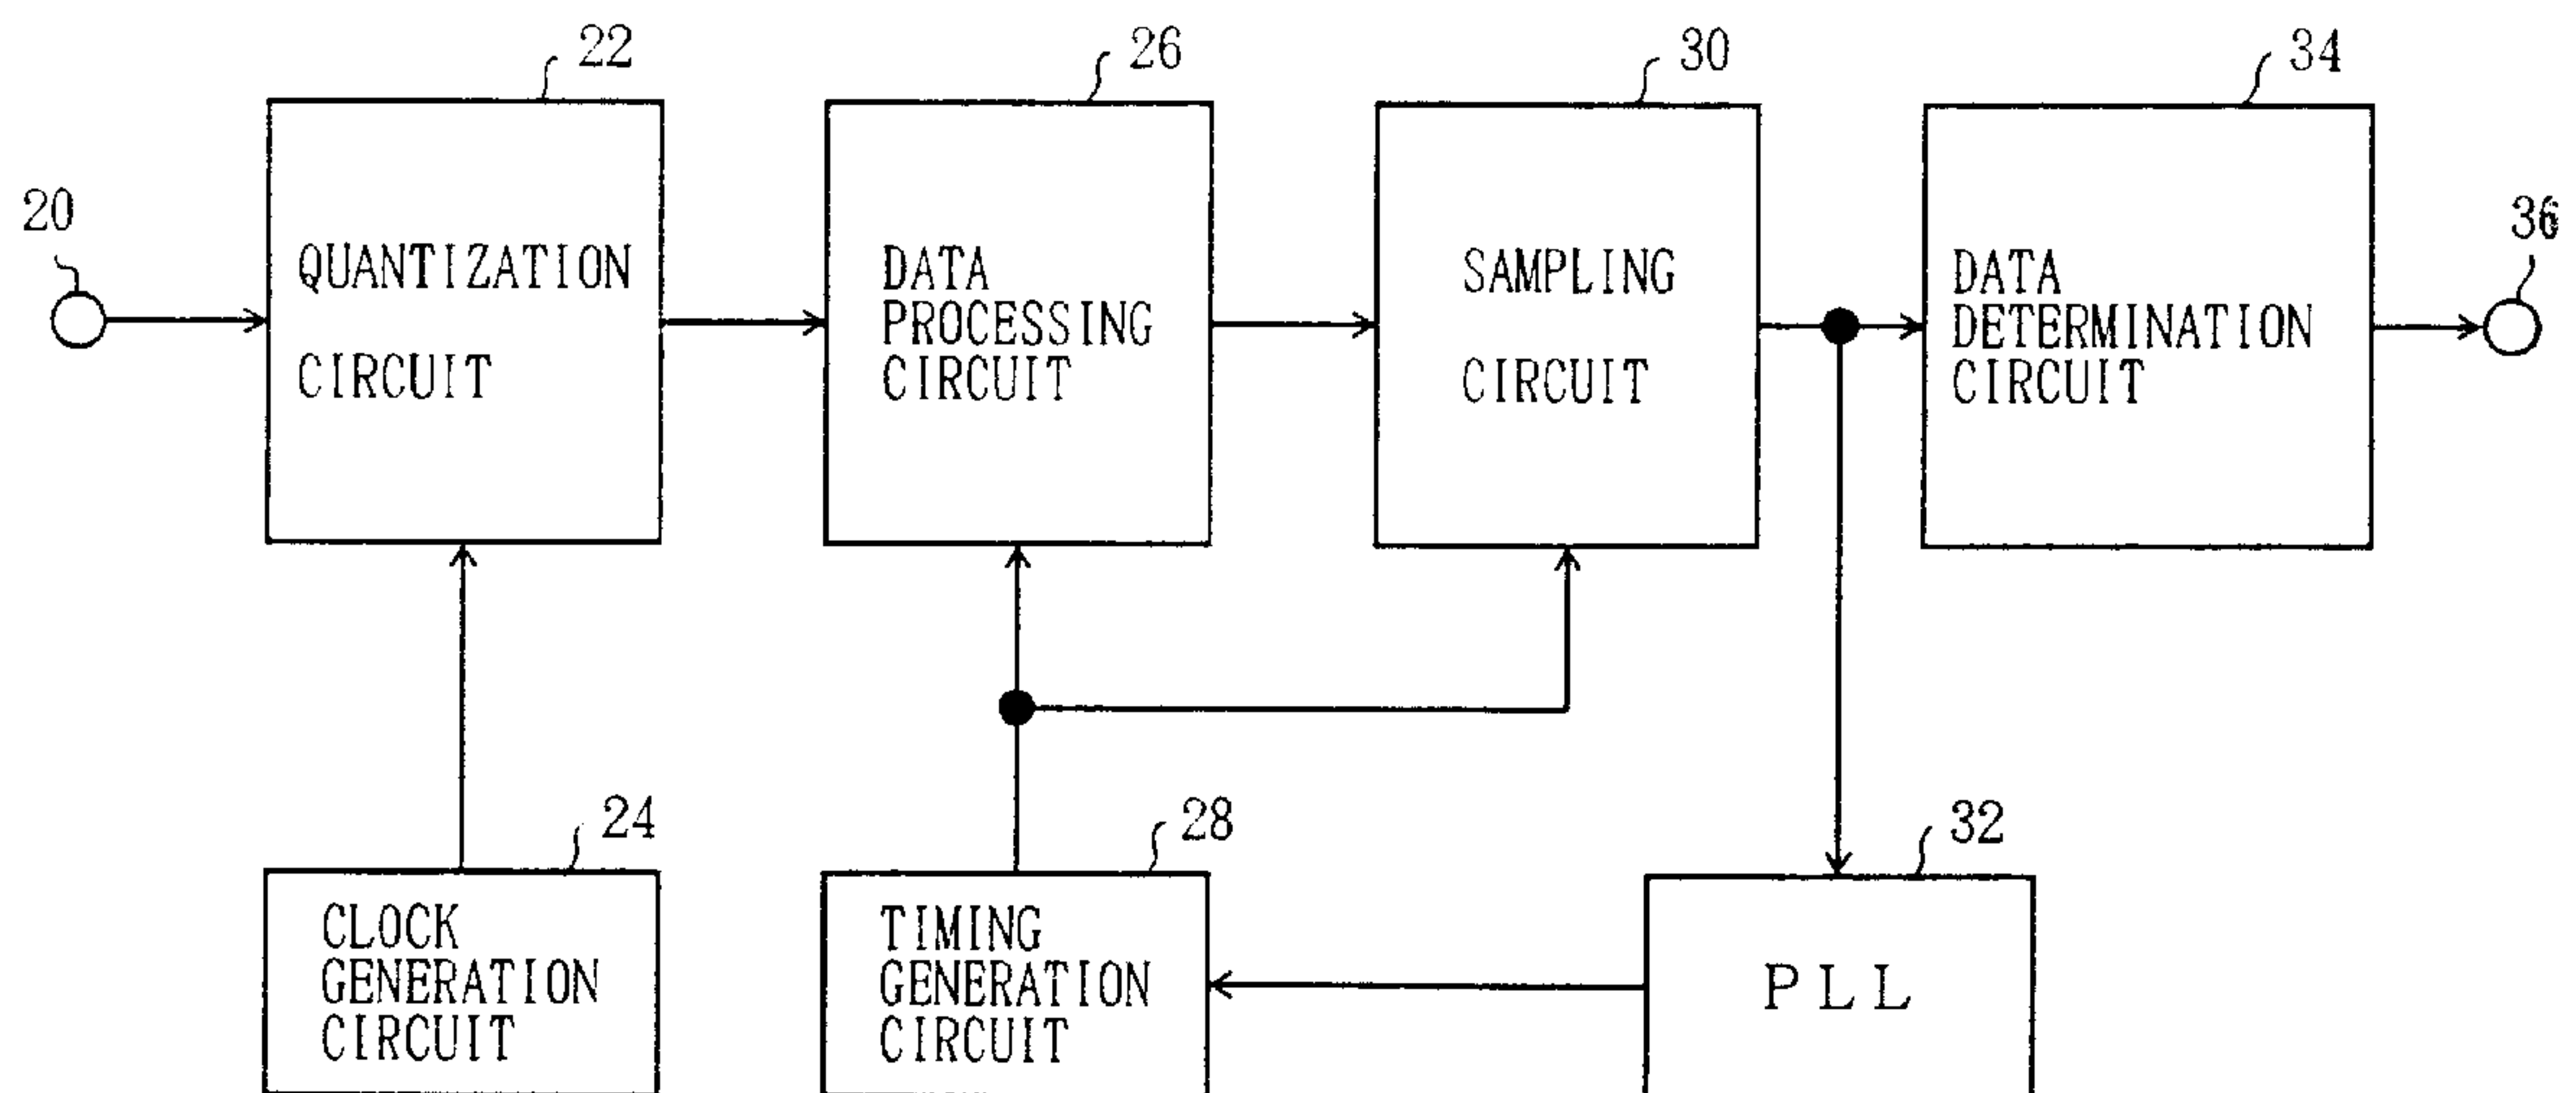 22
26
30
34
20
36
QUANTIZATION
CIRCUIT
DATA
PROCESSING
CIRCUIT
SAMPLING
CIRCUIT
DATA
DETERMINATION
CIRCUIT
24
28
32
CLOCK
GENERATION
CIRCUIT
TIMING
GENERATION
CIRCUIT
PLL